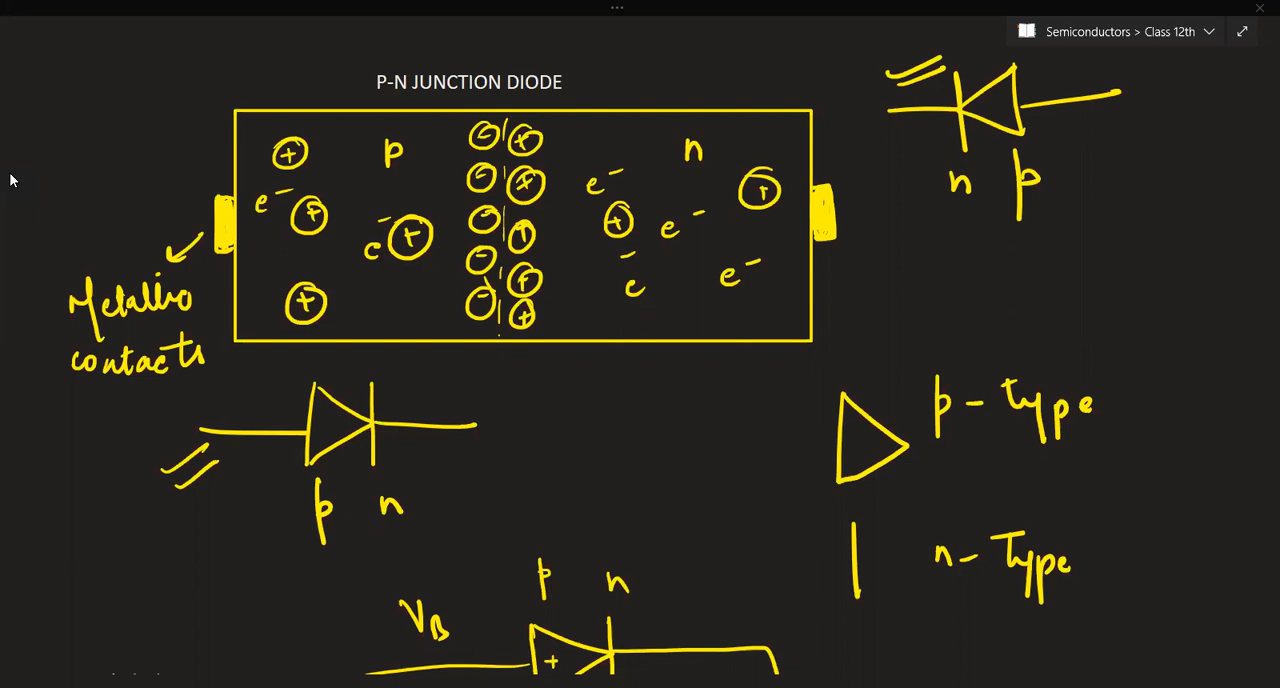 Semiconductors > Class 12th
P-N JUNCTION DIODE
+ p - + n
e⁻ + - + e⁻ +
e⁻ + - + + e⁻
- + e⁻ e⁻
+ - +
n p
Metallic
contacts
p - type
p n
n - Type
p n
V_B
+